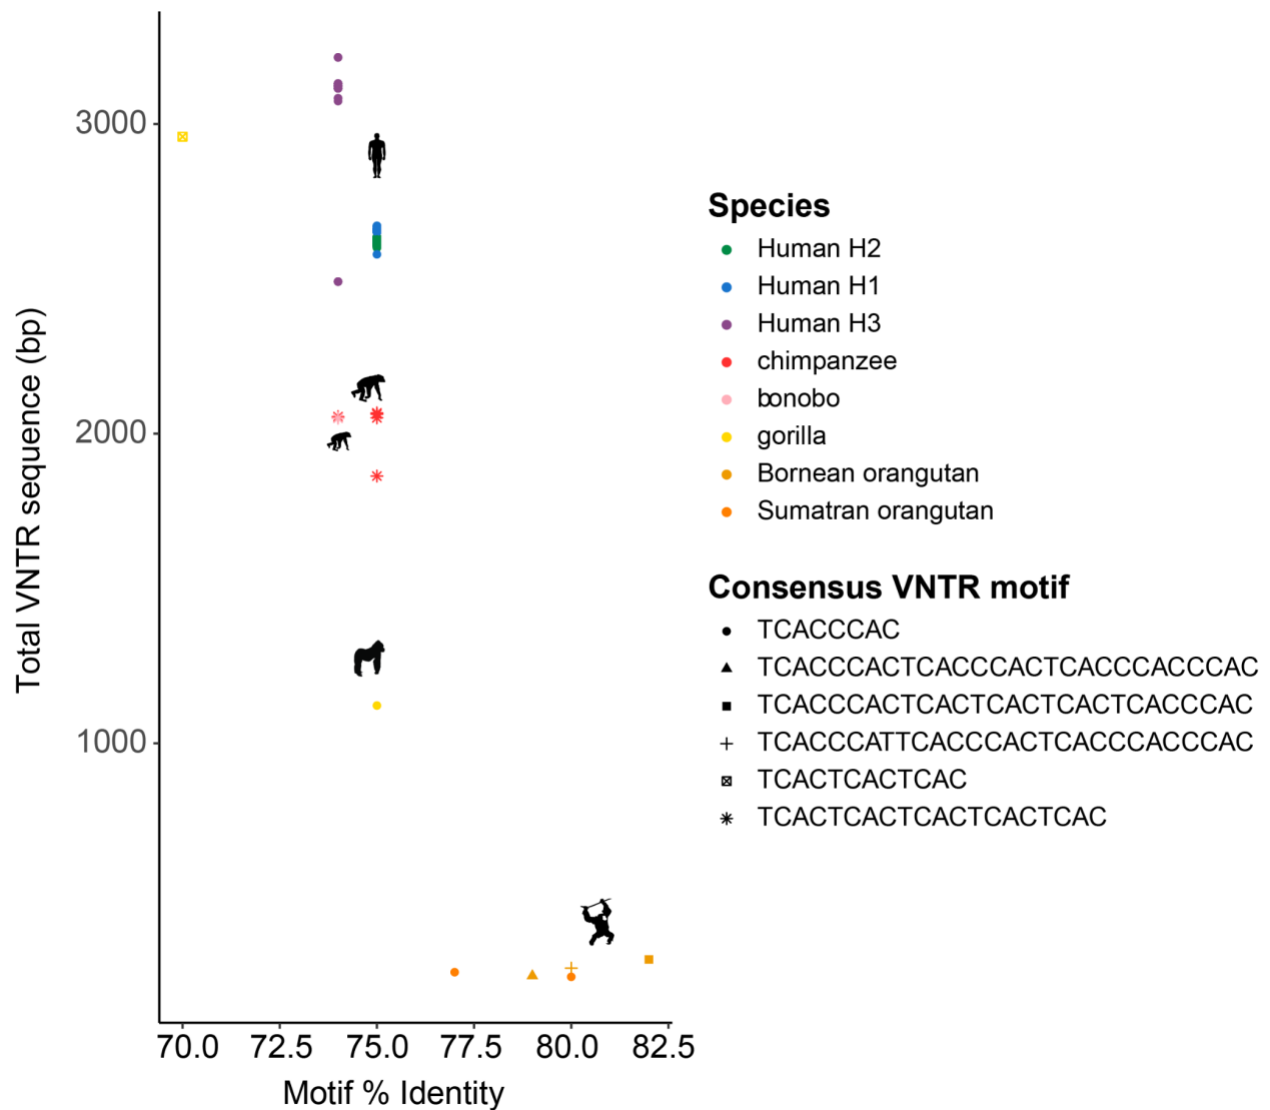 Total VNTR sequence (bp)
3000
2000
1000
70.0 72.5 75.0 77.5 80.0 82.5
Motif % Identity
Species
Human H2
Human H1
Human H3
chimpanzee
bonobo
gorilla
Bornean orangutan
Sumatran orangutan
Consensus VNTR motif
TCACCCAC
TCACCCACTCACCCACTCACCCACCCAC
TCACCCACTCACTCACTCACTCACCCAC
TCACCCATTCACCCACTCACCCACCCAC
TCACTCACTCAC
TCACTCACTCACTCACTCAC